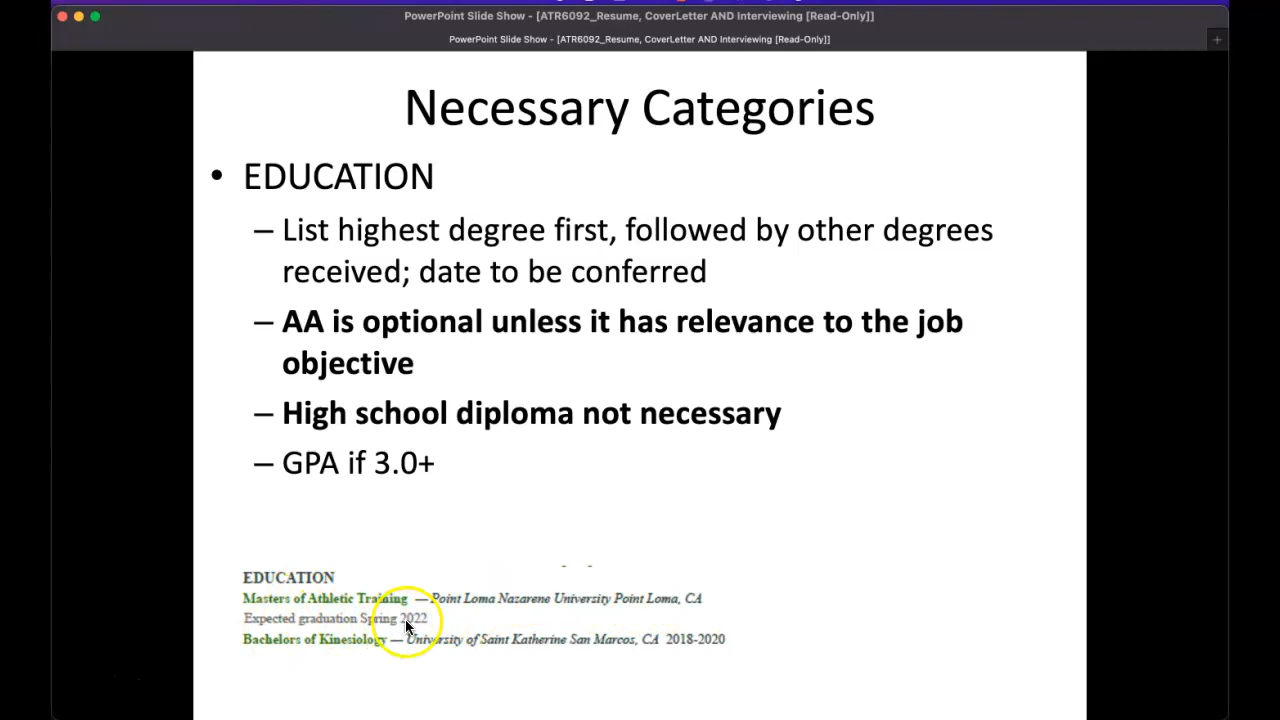 PowerPoint Slide Show - [ATR6092_Resume, CoverLetter AND Interviewing [Read-Only]]
PowerPoint Slide Show - [ATR6092_Resume, CoverLetter AND Interviewing [Read-Only]]
Necessary Categories
• EDUCATION
– List highest degree first, followed by other degrees
received; date to be conferred
– AA is optional unless it has relevance to the job
objective
– High school diploma not necessary
– GPA if 3.0+
EDUCATION
Masters of Athletic Training — Point Loma Nazarene University Point Loma, CA
Expected graduation Spring 2022
Bachelors of Kinesiology — University of Saint Katherine San Marcos, CA 2018-2020